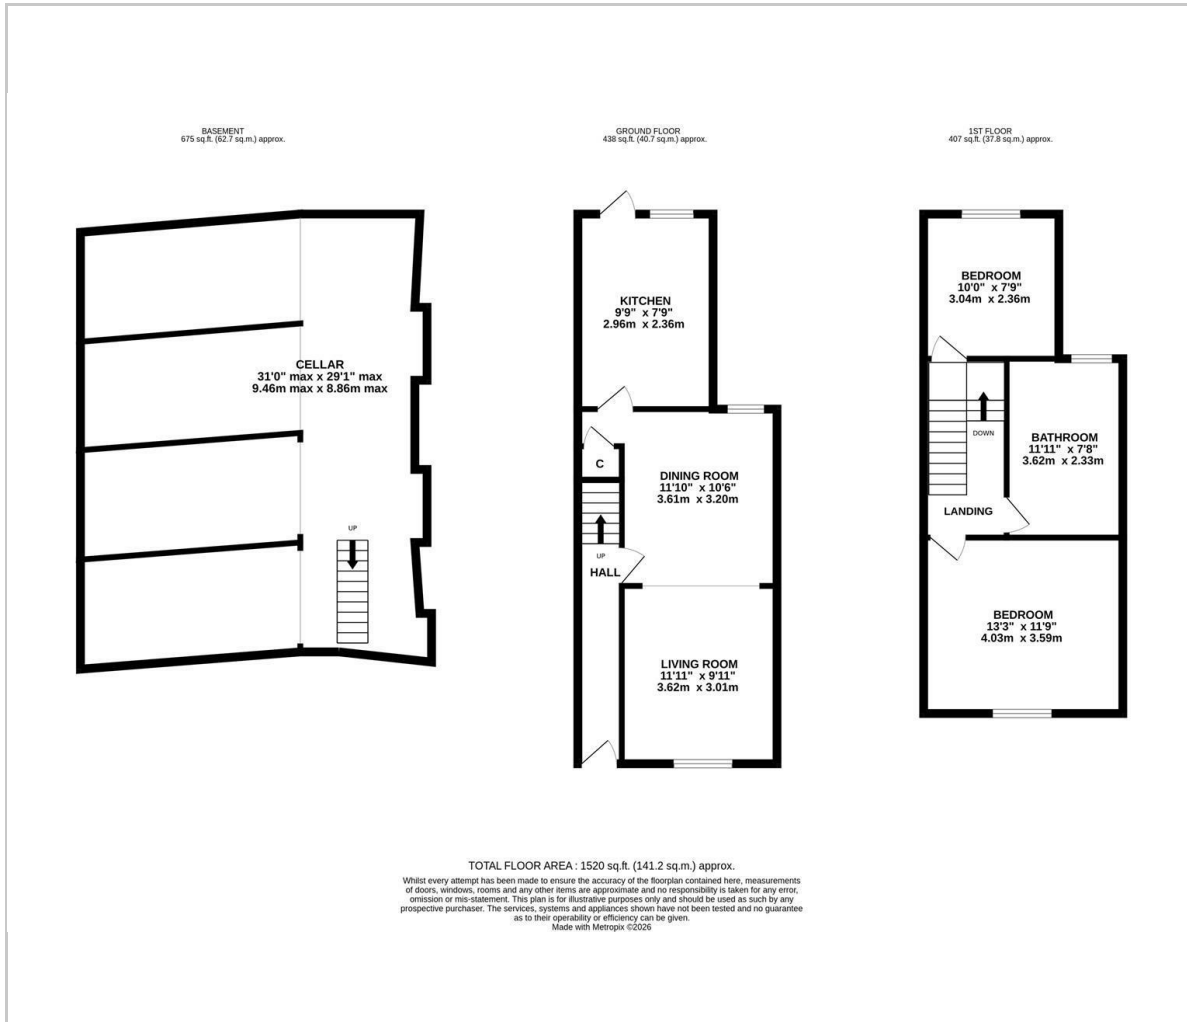 BASEMENT
675 sq.ft. (62.7 sq.m.) approx.
CELLAR
31'0" max x 29'1" max
9.46m max x 8.86m max
UP
GROUND FLOOR
438 sq.ft. (40.7 sq.m.) approx.
KITCHEN
9'9" x 7'9"
2.96m x 2.36m
C
DINING ROOM
11'10" x 10'6"
3.61m x 3.20m
UP
HALL
LIVING ROOM
11'11" x 9'11"
3.62m x 3.01m
1ST FLOOR
407 sq.ft. (37.8 sq.m.) approx.
BEDROOM
10'0" x 7'9"
3.04m x 2.36m
DOWN
BATHROOM
11'11" x 7'8"
3.62m x 2.33m
LANDING
BEDROOM
13'3" x 11'9"
4.03m x 3.59m
TOTAL FLOOR AREA : 1520 sq.ft. (141.2 sq.m.) approx.
Whilst every attempt has been made to ensure the accuracy of the floorplan contained here, measurements
of doors, windows, rooms and any other items are approximate and no responsibility is taken for any error,
omission or mis-statement. This plan is for illustrative purposes only and should be used as such by any
prospective purchaser. The services, systems and appliances shown have not been tested and no guarantee
as to their operability or efficiency can be given.
Made with Metropix ©2026